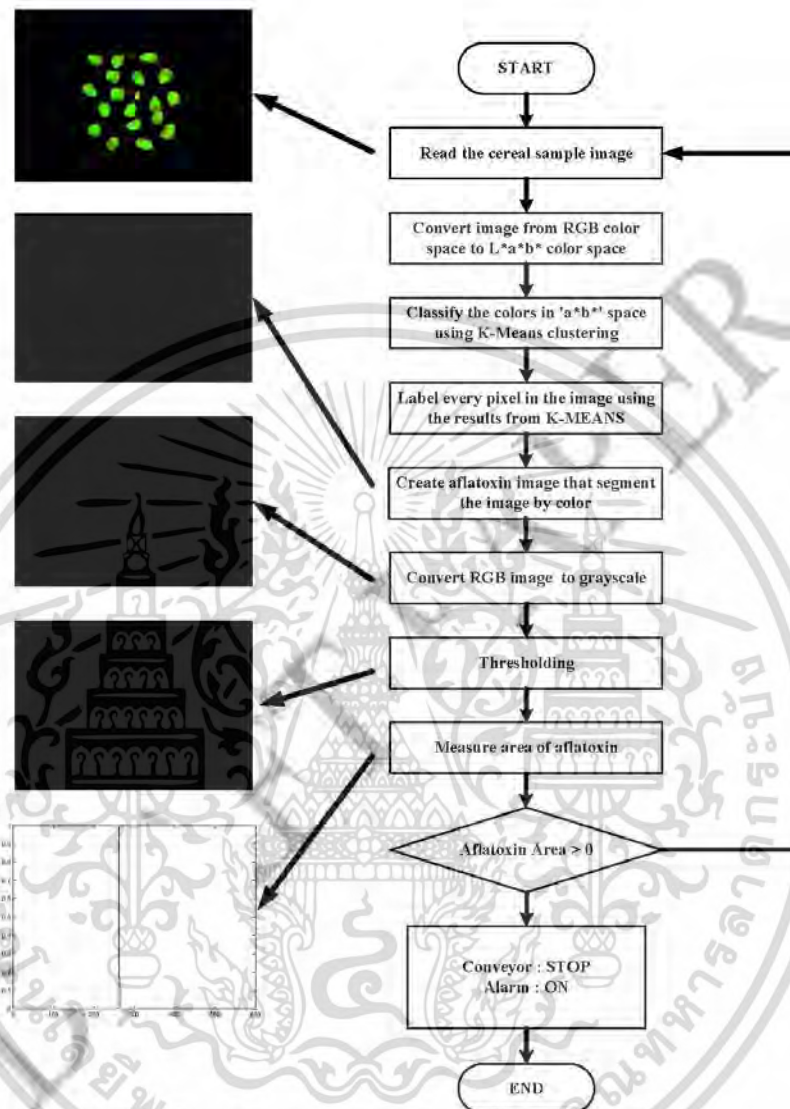 START
Read the cereal sample image
Convert image from RGB color
space to L*a*b* color space
Classify the colors in 'a*b*' space
using K-Means clustering
Label every pixel in the image using
the results from K-MEANS
Create aflatoxin image that segment
the image by color
Convert RGB image to grayscale
Thresholding
Measure area of aflatoxin
Aflatoxin Area > 0
Conveyor : STOP
Alarm : ON
END